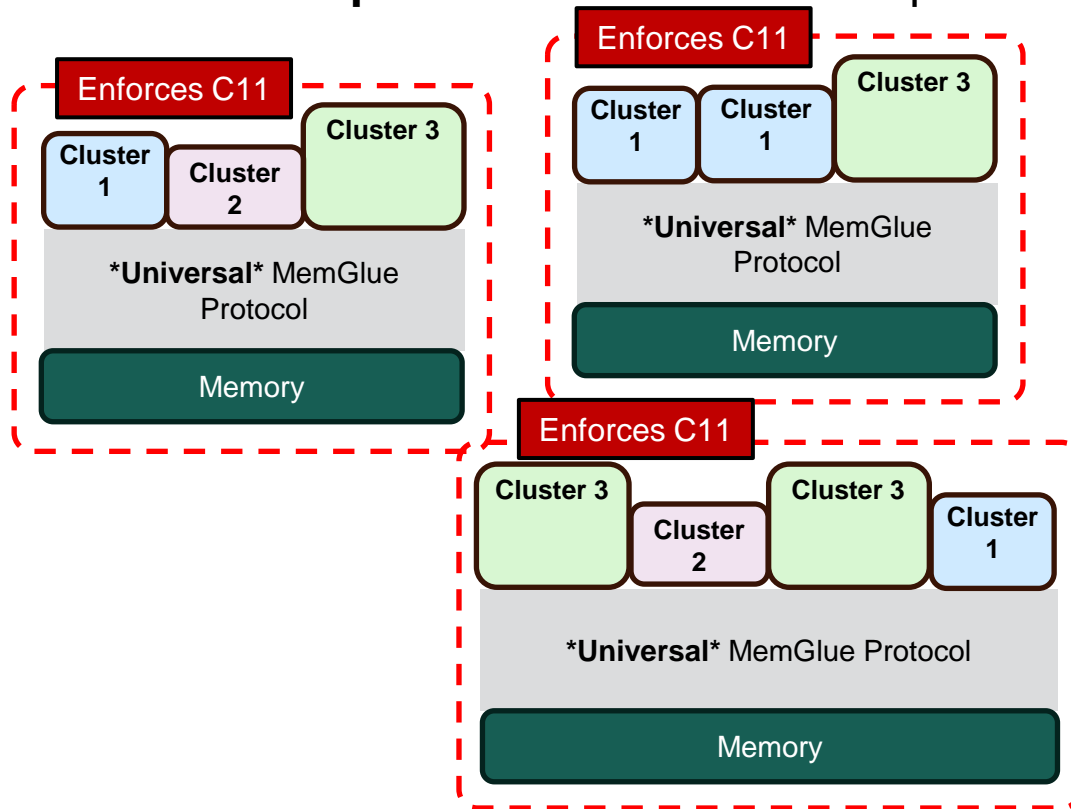 Enforces C11
Cluster
1
Cluster
2
Cluster 3
*Universal* MemGlue
Protocol
Memory
Enforces C11
Cluster
1
Cluster
1
Cluster 3
*Universal* MemGlue
Protocol
Memory
Enforces C11
Cluster 3
Cluster
2
Cluster 3
Cluster
1
*Universal* MemGlue Protocol
Memory